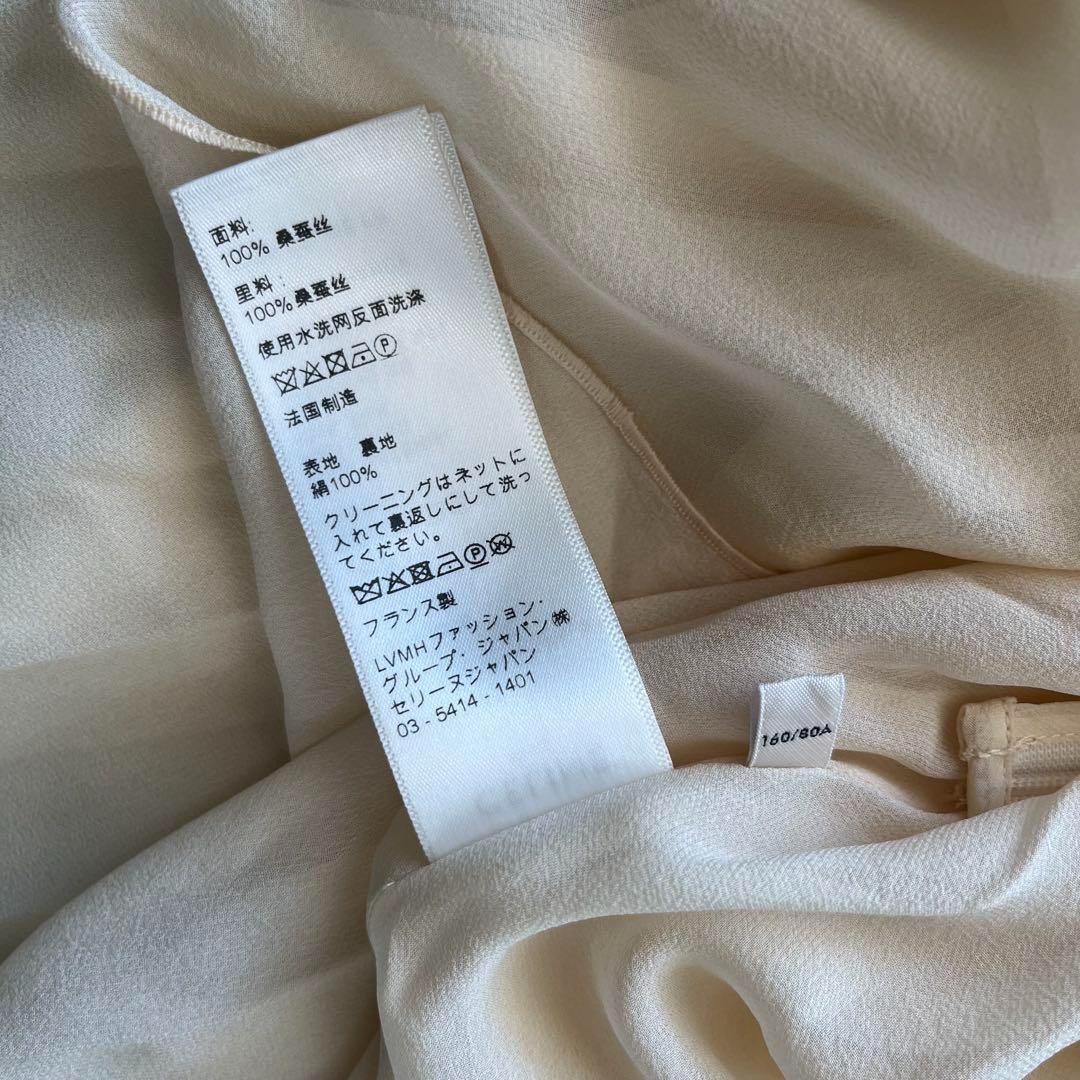 面料:
100% 桑蚕丝
里料:
100%桑蚕丝
使用水洗网反面洗涤
P
法国制造
表地 裏地
絹100%
クリーニングはネットに
入れて裏返しにして洗っ
てください。
P W
フランス製
LVMHファッション・
グループ・ジャパン㈱
セリーヌジャパン
03 - 5414 - 1401
160/80A